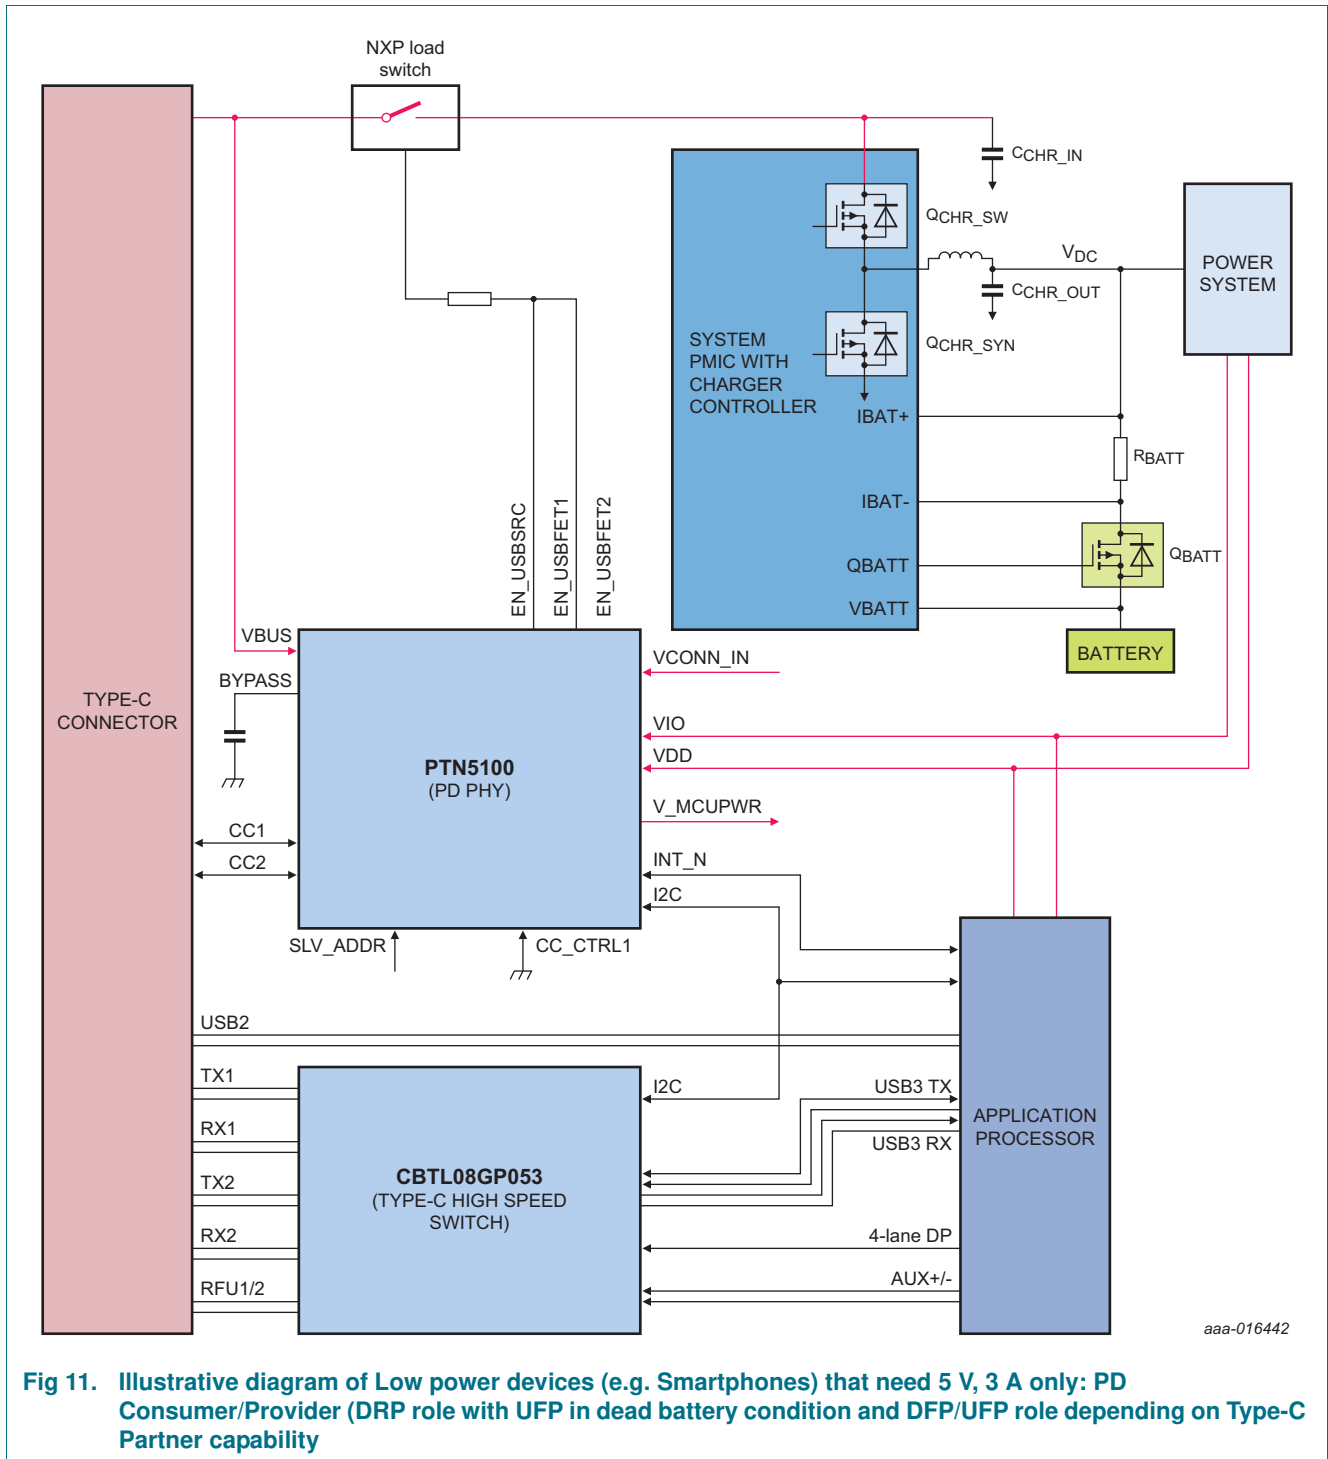 NXP load
switch
CCHR_IN
QCHR_SW
VDC
POWER
SYSTEM
CCHR_OUT
SYSTEM
PMIC WITH
CHARGER
CONTROLLER
QCHR_SYN
IBAT+
RBATT
IBAT-
QBATT
QBATT
VBATT
BATTERY
EN_USBSRC
EN_USBFET1
EN_USBFET2
VBUS
BYPASS
TYPE-C
CONNECTOR
VCONN_IN
VIO
VDD
PTN5100
(PD PHY)
V_MCUPWR
CC1
CC2
INT_N
I2C
SLV_ADDR
CC_CTRL1
USB2
TX1
RX1
TX2
RX2
RFU1/2
I2C
CBTL08GP053
(TYPE-C HIGH SPEED
SWITCH)
USB3 TX
USB3 RX
4-lane DP
AUX+/-
APPLICATION
PROCESSOR
aaa-016442
Fig 11. Illustrative diagram of Low power devices (e.g. Smartphones) that need 5 V, 3 A only: PD
Consumer/Provider (DRP role with UFP in dead battery condition and DFP/UFP role depending on Type-C
Partner capability